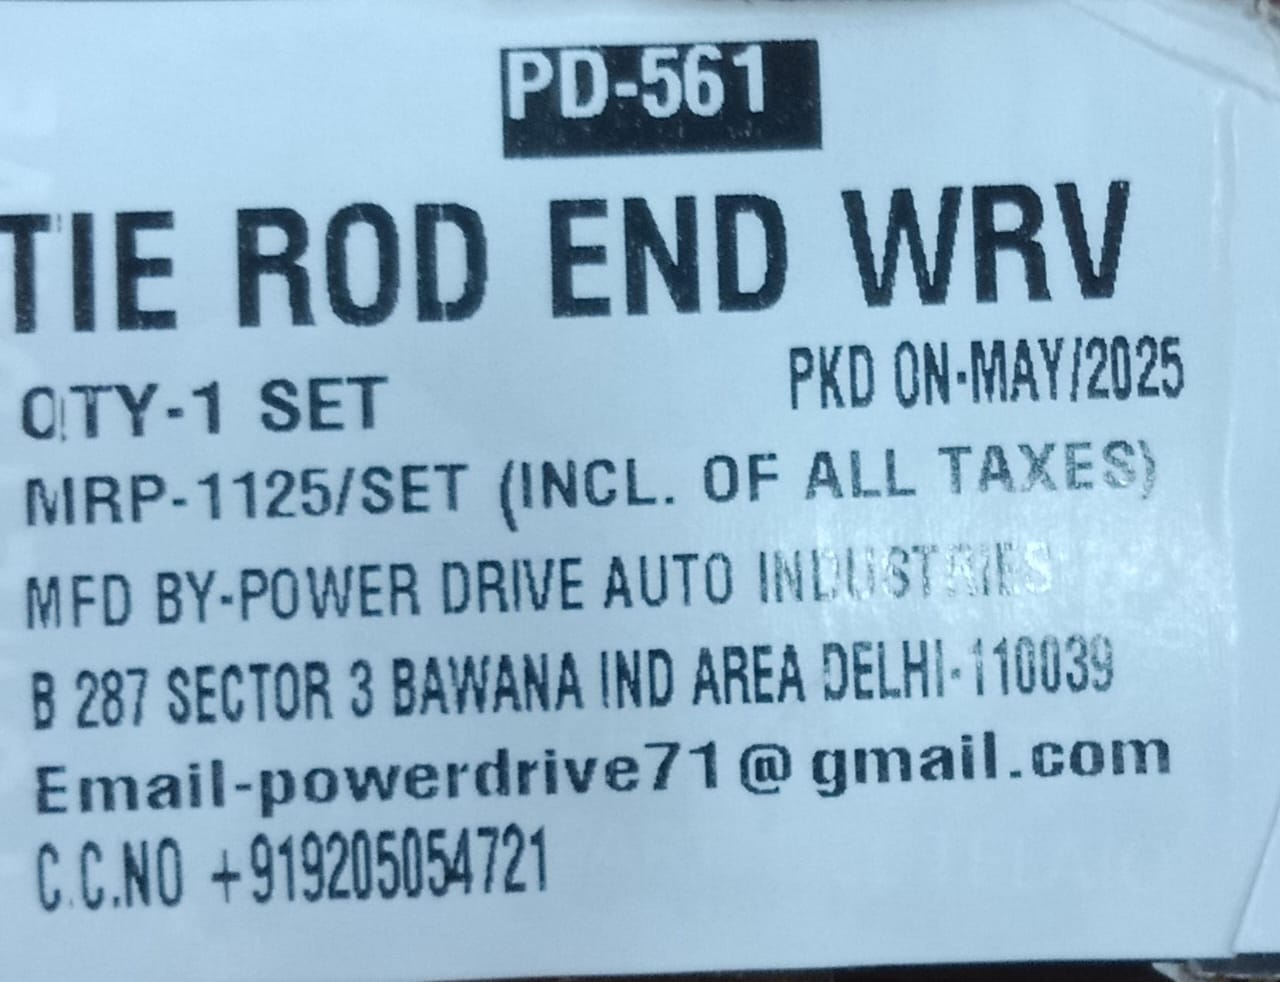 PD-561
TIE ROD END WRV
QTY-1 SET
PKD ON-MAY/2025
MRP-1125/SET (INCL. OF ALL TAXES)
MFD BY-POWER DRIVE AUTO INDUSTRIES
B 287 SECTOR 3 BAWANA IND AREA DELHI-110039
Email-powerdrive71@gmail.com
C.C.NO +919205054721